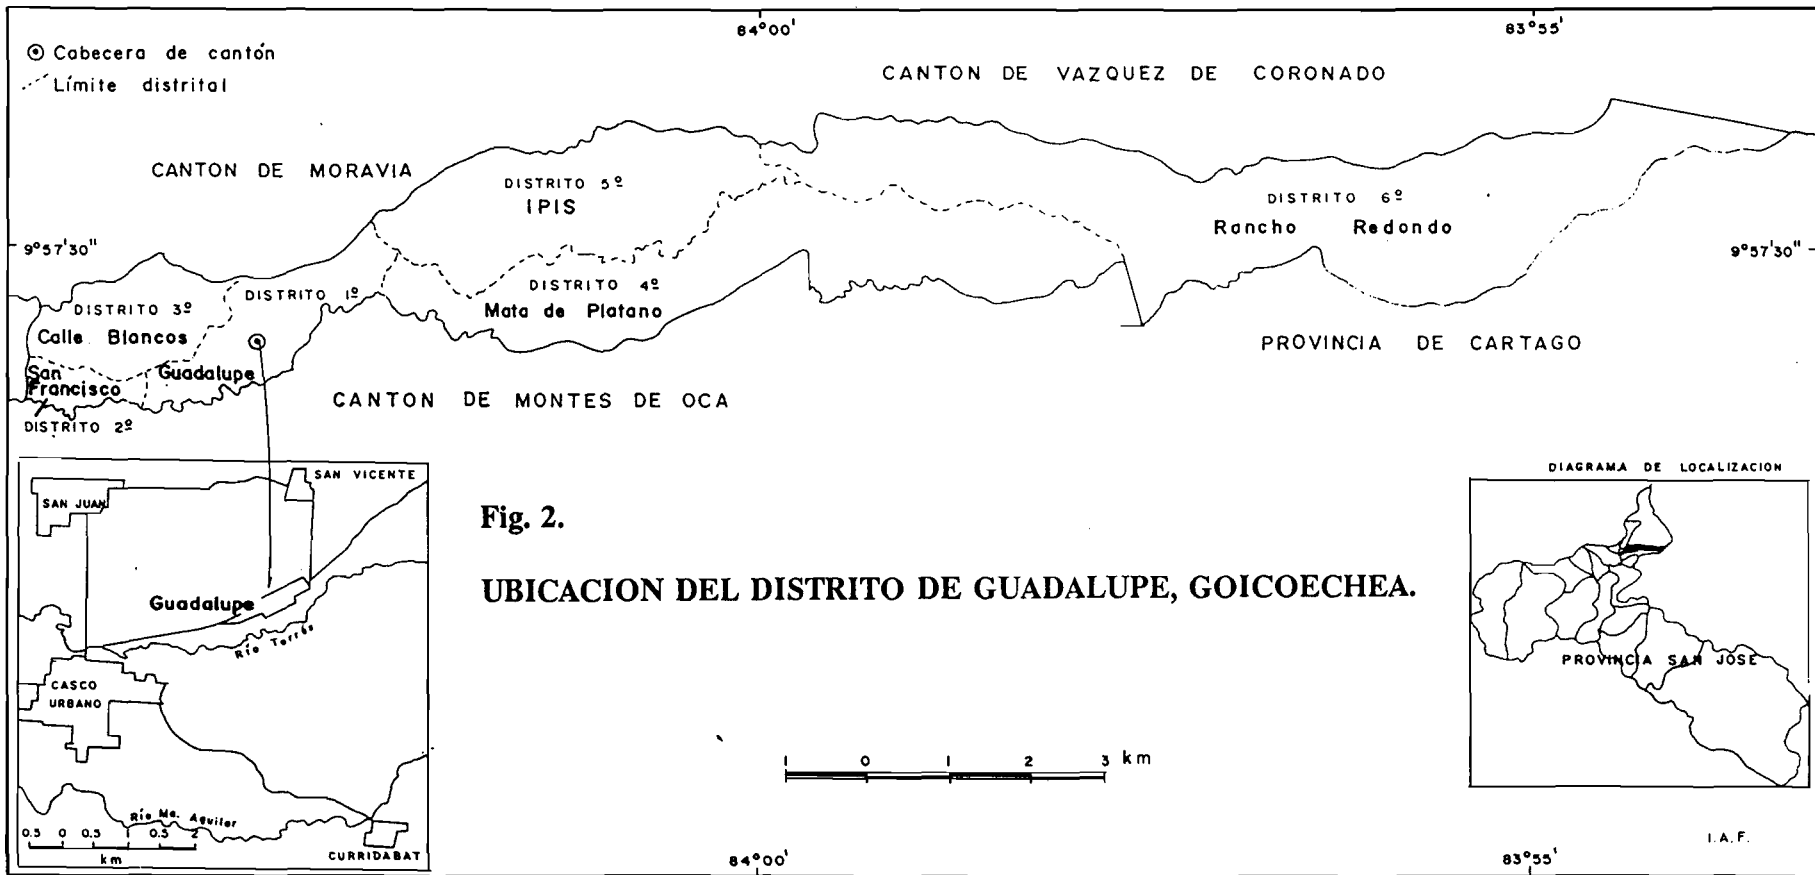 84°00'
83°55'
Cabecera de cantón
Límite distrital
CANTON DE VAZQUEZ DE CORONADO
CANTON DE MORAVIA
DISTRITO 5º
IPIS
DISTRITO 6º
Rancho Redondo
9°57'30"
9°57'30"
DISTRITO 3º
Calle Blancos
DISTRITO 1º
Guadalupe
DISTRITO 4º
Mata de Platano
San
Francisco
DISTRITO 2º
CANTON DE MONTES DE OCA
PROVINCIA DE CARTAGO
SAN VICENTE
SAN JUAN
Guadalupe
Río Torrés
CASCO
URBANO
Río Ma. Aguilar
0.5 0 0.5 1 0.5 2
km
CURRIDABAT
Fig. 2.
UBICACION DEL DISTRITO DE GUADALUPE, GOICOECHEA.
1 0 1 2 3 km
DIAGRAMA DE LOCALIZACION
PROVINCIA SAN JOSE
I.A.F.
84°00'
83°55'